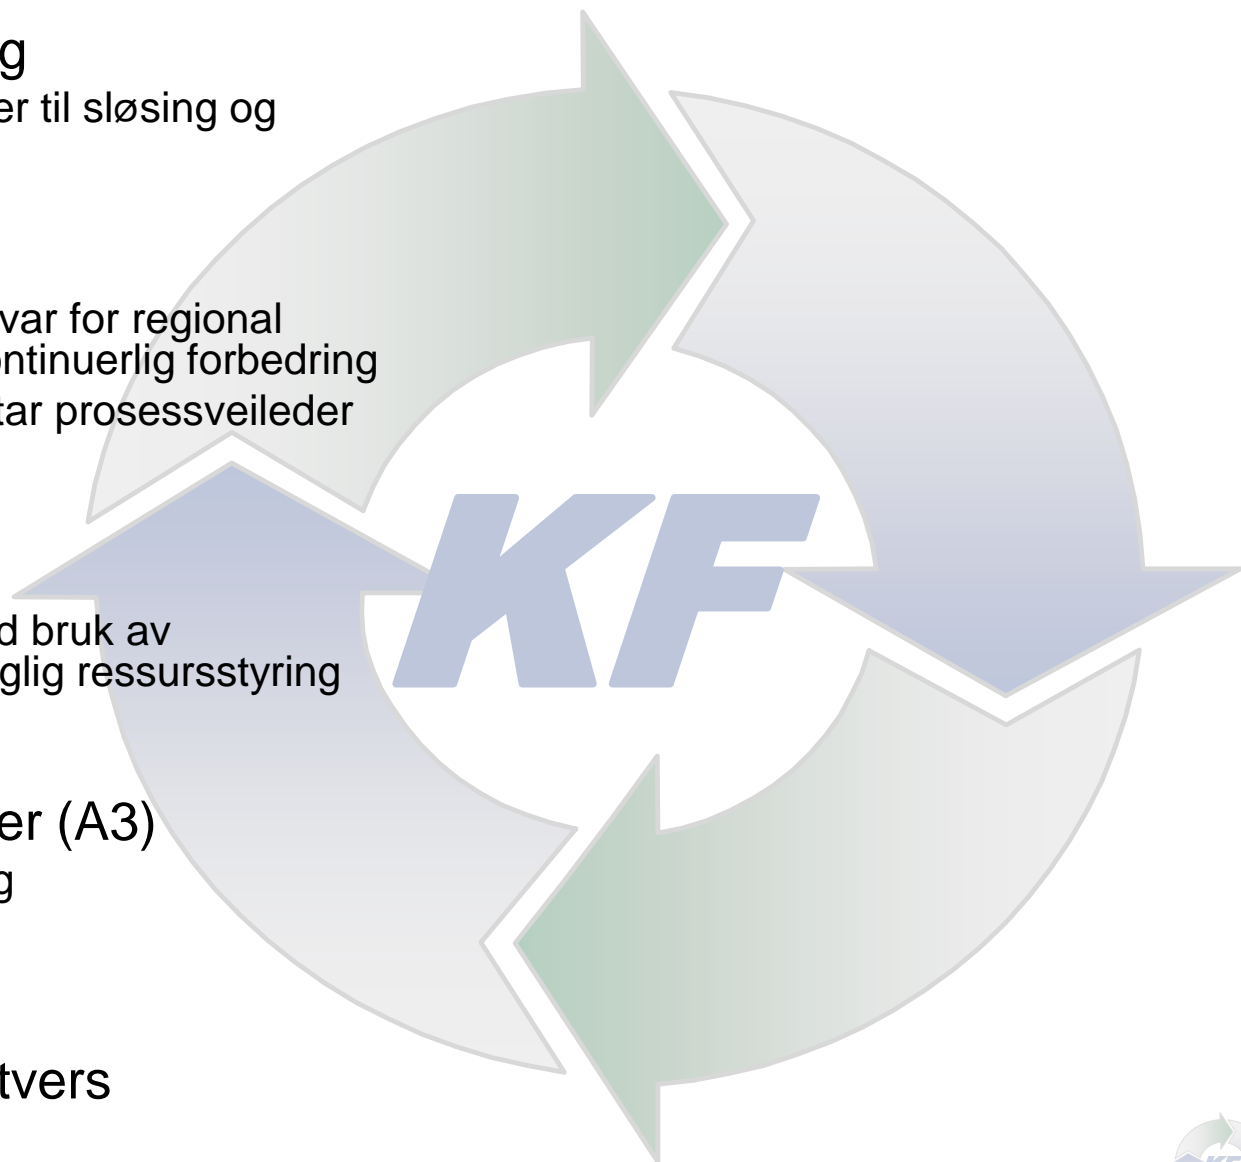 g
er til sløsing og
var for regional
ontinuerlig forbedring
tar prosessveileder
KF
d bruk av
glig ressursstyring
er (A3)
g
tvers
KF